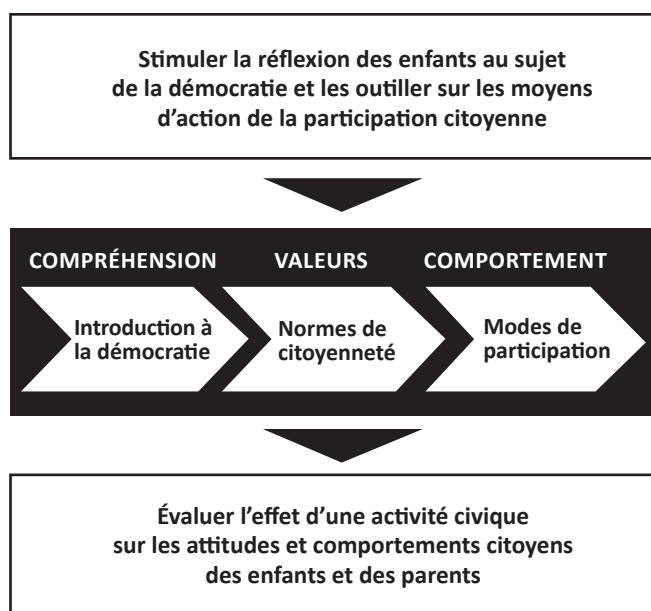 Stimuler la réflexion des enfants au sujet
de la démocratie et les outiller sur les moyens
d’action de la participation citoyenne
COMPRÉHENSION VALEURS COMPORTEMENT
Introduction à
la démocratie
Normes de
citoyenneté
Modes de
participation
Évaluer l’effet d’une activité civique
sur les attitudes et comportements citoyens
des enfants et des parents